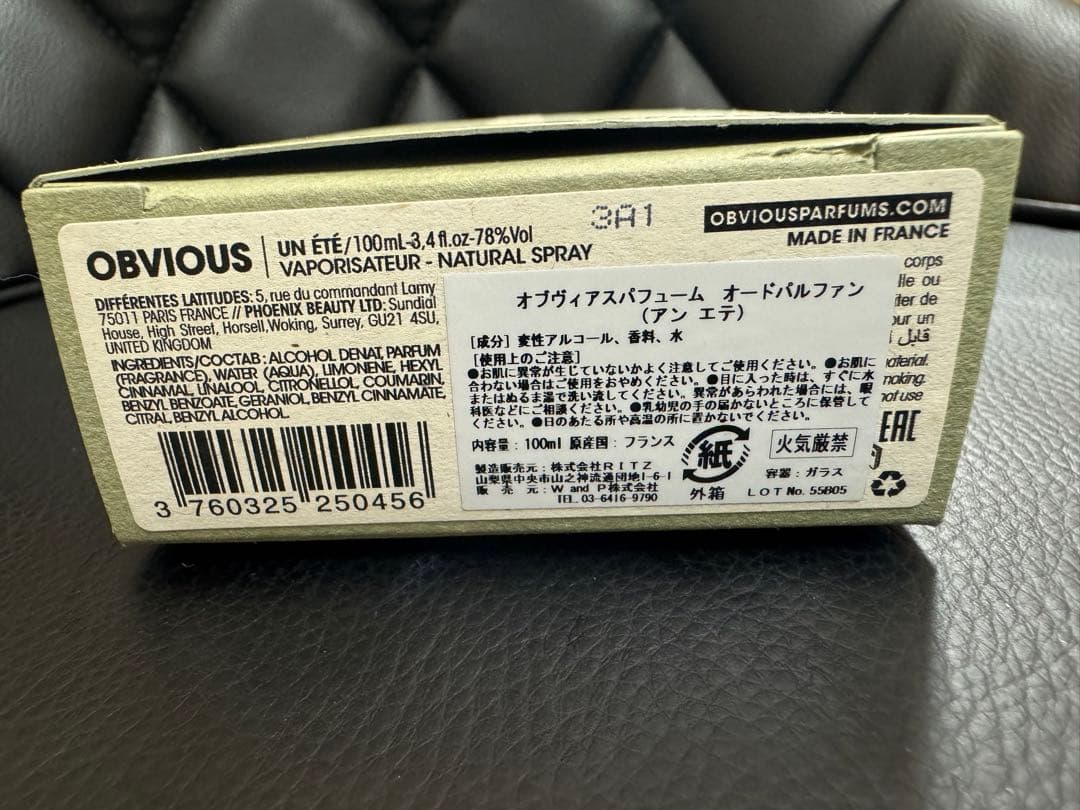 3A1
OBVIOUSPARFUMS.COM
MADE IN FRANCE
OBVIOUS
UN ÉTÉ/100mL-3,4 fl.oz-78%Vol
VAPORISATEUR - NATURAL SPRAY
DIFFÉRENTES LATITUDES: 5, rue du commandant Lamy
75011 PARIS FRANCE // PHOENIX BEAUTY LTD: Sundial
House, High Street, Horsell, Woking, Surrey, GU21 4SU,
UNITED KINGDOM
INGREDIENTS/COCTAB: ALCOHOL DENAT, PARFUM
(FRAGRANCE), WATER (AQUA), LIMONENE, HEXYL
CINNAMAL, LINALOOL, CITRONELLOL, COUMARIN,
BENZYL BENZOATE, GERANIOL, BENZYL CINNAMATE,
CITRAL, BENZYL ALCOHOL.
3 760325 250456
オブヴィアスパフューム オードパルファン
(アン エテ)
[成分] 変性アルコール、香料、水
[使用上のご注意]
●お肌に異常が生じていないかよく注意してご使用ください。●お肌に
合わない場合はご使用をおやめください。●目に入った時は、すぐに水
またはぬるま湯で洗い流してください。異常があらわれた場合には、眼
科医などにご相談ください。●乳幼児の手の届かないところに保管して
ください。●日のあたる所や高温の所に置かないでください。
内容量:100ml 原産国:フランス
製造販売元:株式会社RITZ
山梨県中央市山之神流通団地1-6-1
販 売 元:W and P株式会社
TEL. 03-6416-9790
紙
外箱
火気厳禁
容器:ガラス
LOT No. 55B05
corps
lle ou
iter de
our un
قابل
material.
moking.
not use
EAC